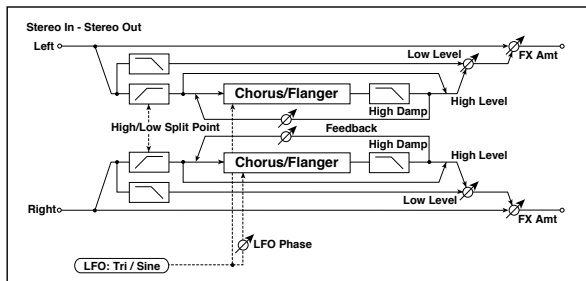 Stereo In - Stereo Out
Left
FX Amt
Low Level
Chorus/Flanger
High Damp
High Level
High/Low Split Point
Feedback
High Damp
Chorus/Flanger
High Level
Low Level
Right
FX Amt
LFO Phase
LFO: Tri / Sine